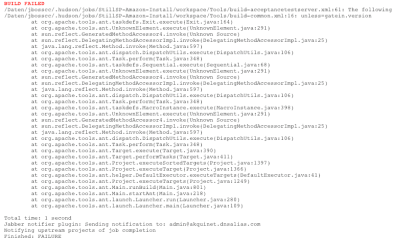 BUILD FAILED
/Daten/jbossrc/.hudson/jobs/StillSP-Amazon-Install/workspace/Tools/build-acceptancetestserver.xml:61: The following
/Daten/jbossrc/.hudson/jobs/StillSP-Amazon-Install/workspace/Tools/build-common.xml:16: unless=gatein.version
at org.apache.tools.ant.taskdefs.Exit.execute(Exit.java:164)
at org.apache.tools.ant.UnknownElement.execute(UnknownElement.java:291)
at sun.reflect.GeneratedMethodAccessor4.invoke(Unknown Source)
at sun.reflect.DelegatingMethodAccessorImpl.invoke(DelegatingMethodAccessorImpl.java:25)
at java.lang.reflect.Method.invoke(Method.java:597)
at org.apache.tools.ant.dispatch.DispatchUtils.execute(DispatchUtils.java:106)
at org.apache.tools.ant.Task.perform(Task.java:348)
at org.apache.tools.ant.taskdefs.Sequential.execute(Sequential.java:68)
at org.apache.tools.ant.UnknownElement.execute(UnknownElement.java:291)
at sun.reflect.GeneratedMethodAccessor4.invoke(Unknown Source)
at sun.reflect.DelegatingMethodAccessorImpl.invoke(DelegatingMethodAccessorImpl.java:25)
at java.lang.reflect.Method.invoke(Method.java:597)
at org.apache.tools.ant.dispatch.DispatchUtils.execute(DispatchUtils.java:106)
at org.apache.tools.ant.Task.perform(Task.java:348)
at org.apache.tools.ant.taskdefs.MacroInstance.execute(MacroInstance.java:398)
at org.apache.tools.ant.UnknownElement.execute(UnknownElement.java:291)
at sun.reflect.GeneratedMethodAccessor4.invoke(Unknown Source)
at sun.reflect.DelegatingMethodAccessorImpl.invoke(DelegatingMethodAccessorImpl.java:25)
at java.lang.reflect.Method.invoke(Method.java:597)
at org.apache.tools.ant.dispatch.DispatchUtils.execute(DispatchUtils.java:106)
at org.apache.tools.ant.Task.perform(Task.java:348)
at org.apache.tools.ant.Target.execute(Target.java:390)
at org.apache.tools.ant.Target.performTasks(Target.java:411)
at org.apache.tools.ant.Project.executeSortedTargets(Project.java:1397)
at org.apache.tools.ant.Project.executeTarget(Project.java:1366)
at org.apache.tools.ant.helper.DefaultExecutor.executeTargets(DefaultExecutor.java:41)
at org.apache.tools.ant.Project.executeTargets(Project.java:1249)
at org.apache.tools.ant.Main.runBuild(Main.java:801)
at org.apache.tools.ant.Main.startAnt(Main.java:218)
at org.apache.tools.ant.launch.Launcher.run(Launcher.java:280)
at org.apache.tools.ant.launch.Launcher.main(Launcher.java:109)
Total time: 1 second
Jabber notifier plugin: Sending notification to: admin@akquinet.dnsalias.com
Notifying upstream projects of job completion
Finished: FAILURE